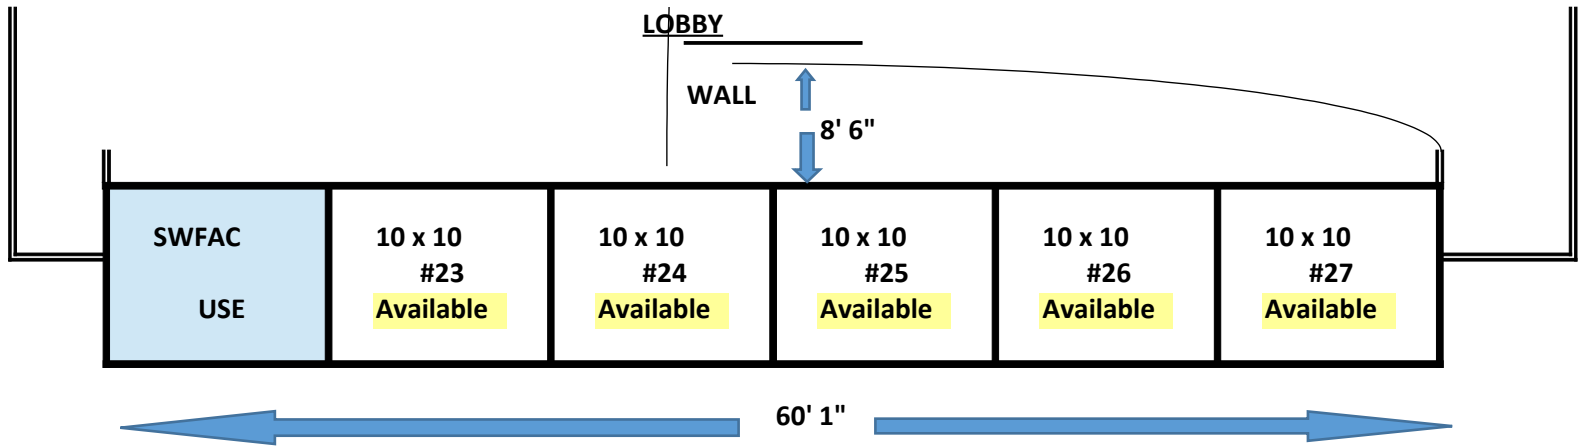 LOBBY
WALL
8' 6"
SWFAC
USE
10 x 10
#23
Available
10 x 10
#24
Available
10 x 10
#25
Available
10 x 10
#26
Available
10 x 10
#27
Available
60' 1"